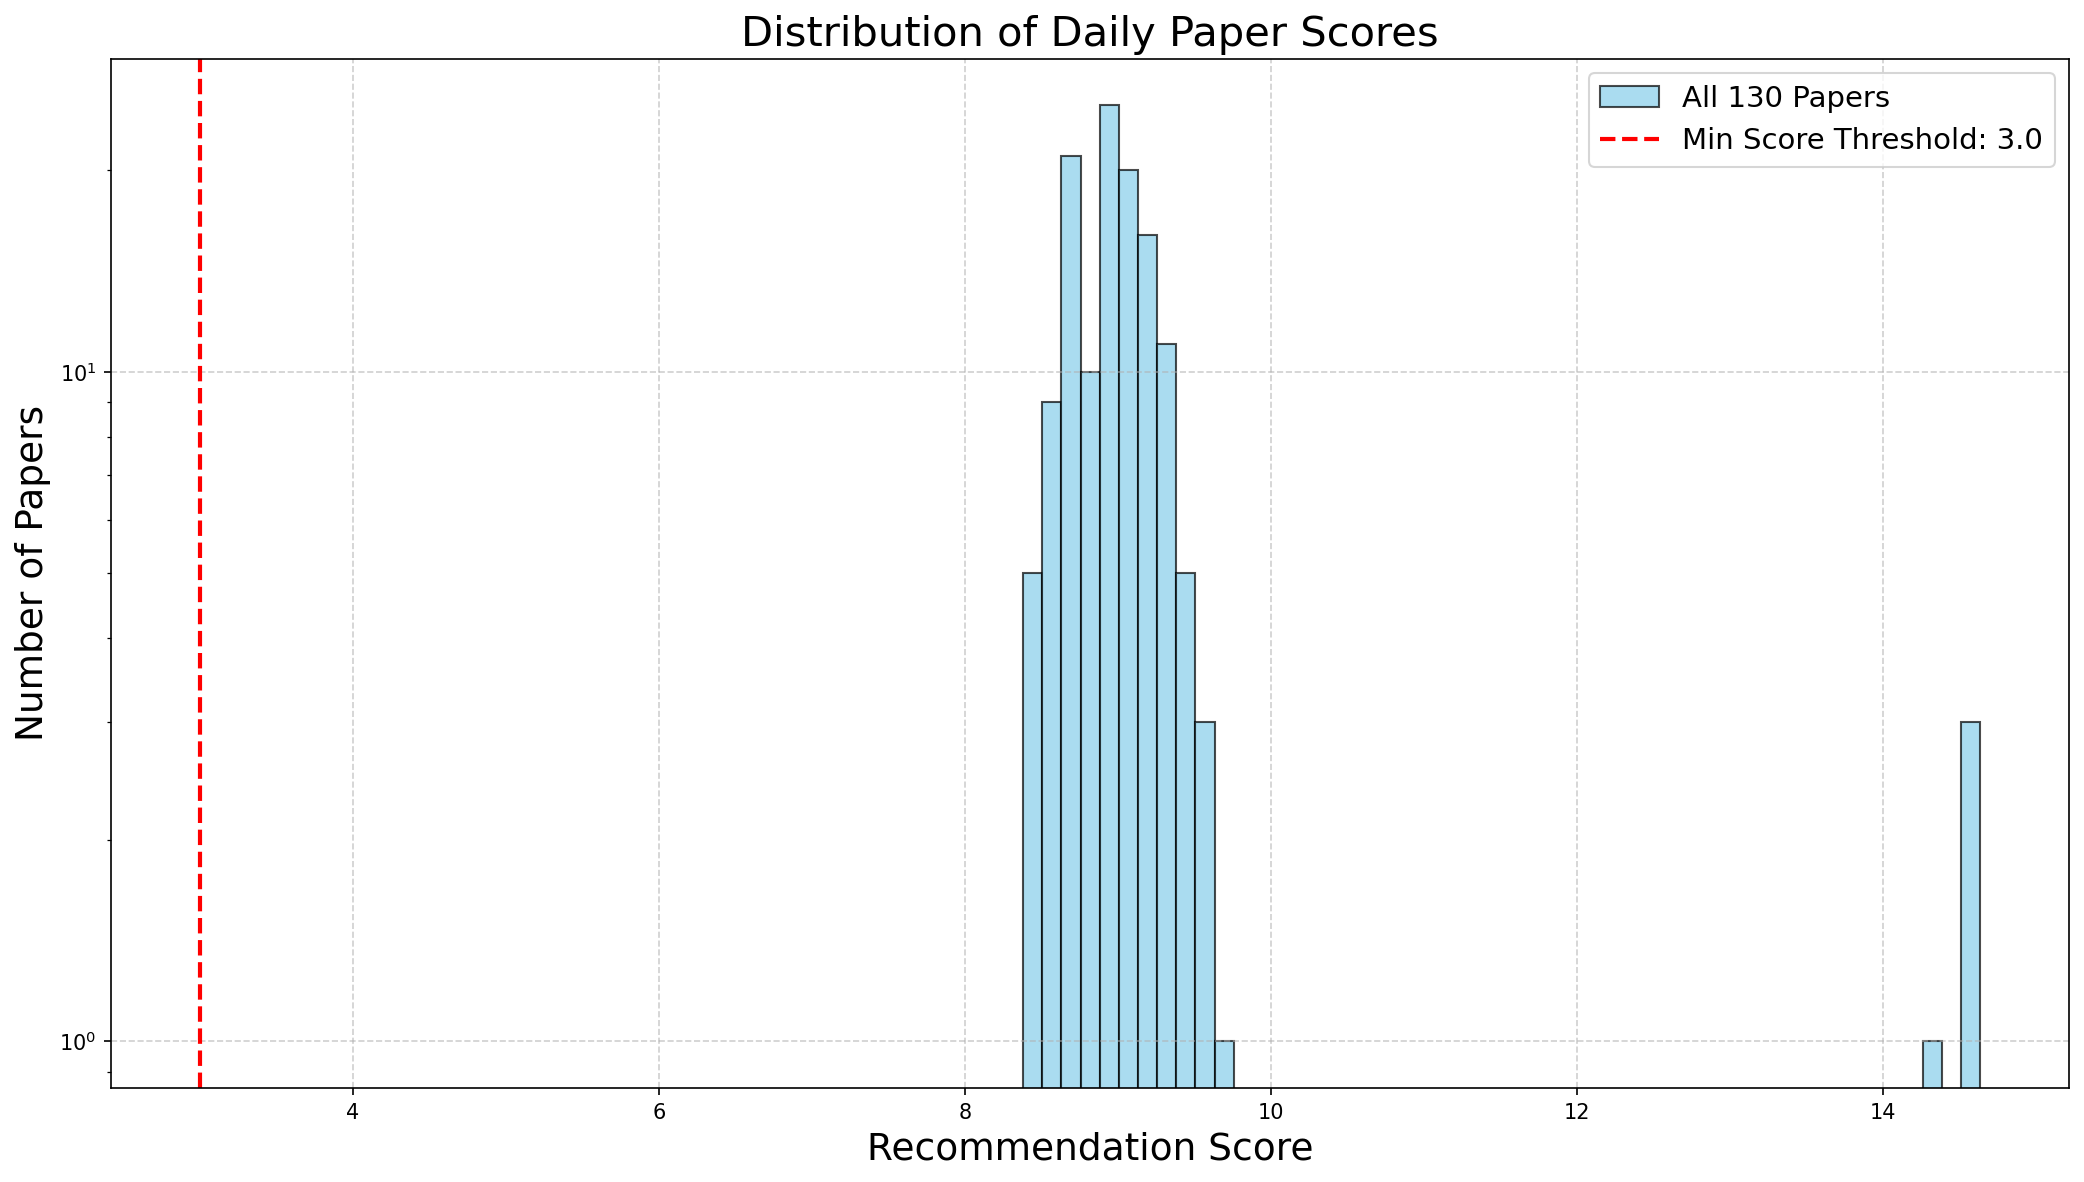 Distribution of Daily Paper Scores
All 130 Papers
Min Score Threshold: 3.0
Number of Papers
10¹
10⁰
4 6 8 10 12 14
Recommendation Score